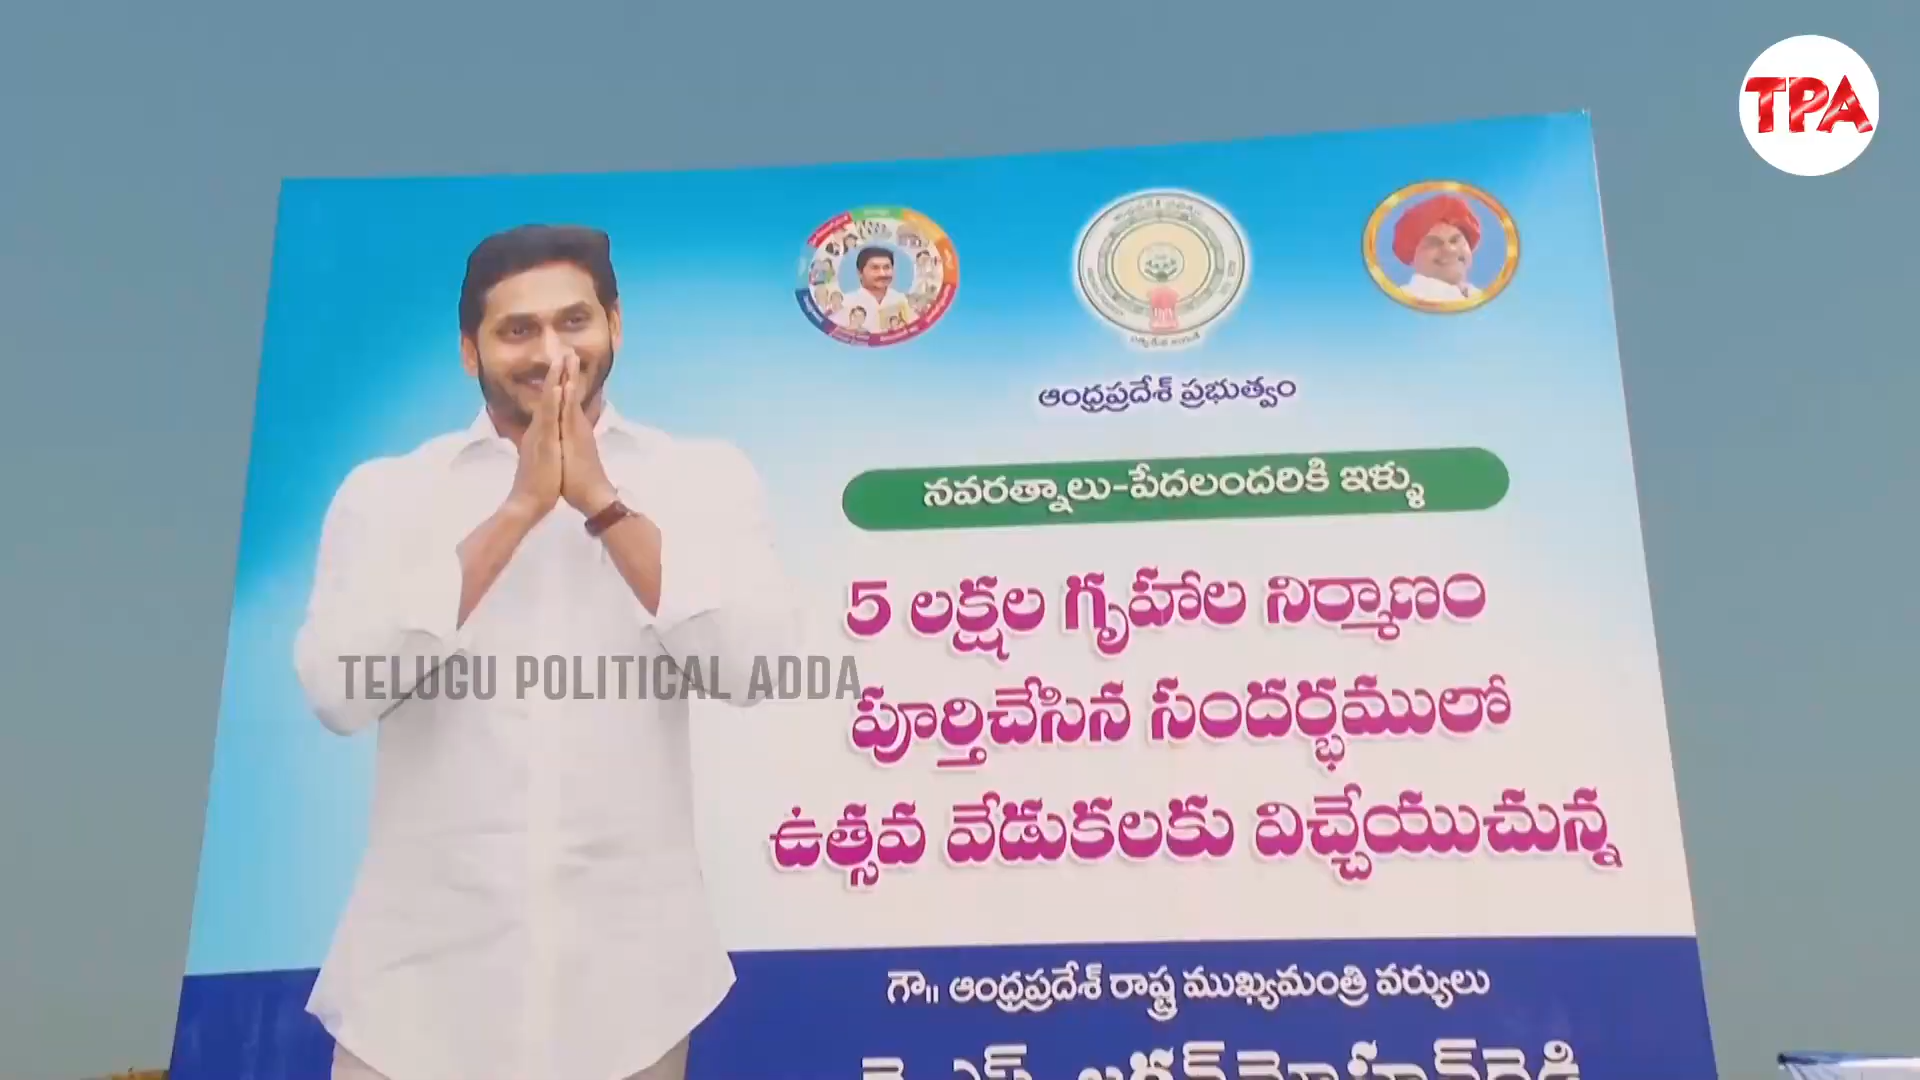 TPA
ఆంధ్రప్రదేశ్ ప్రభుత్వం
నవరత్నాలు-పేదలందరికి ఇళ్ళు
5 లక్షల గృహాల నిర్మాణం
TELUGU POLITICAL ADDA
పూర్తిచేసిన సందర్భములో
ఉత్సవ వేడుకలకు విచ్చేయుచున్న
గౌ|| ఆంధ్రప్రదేశ్ రాష్ట్ర ముఖ్యమంత్రి వర్యులు